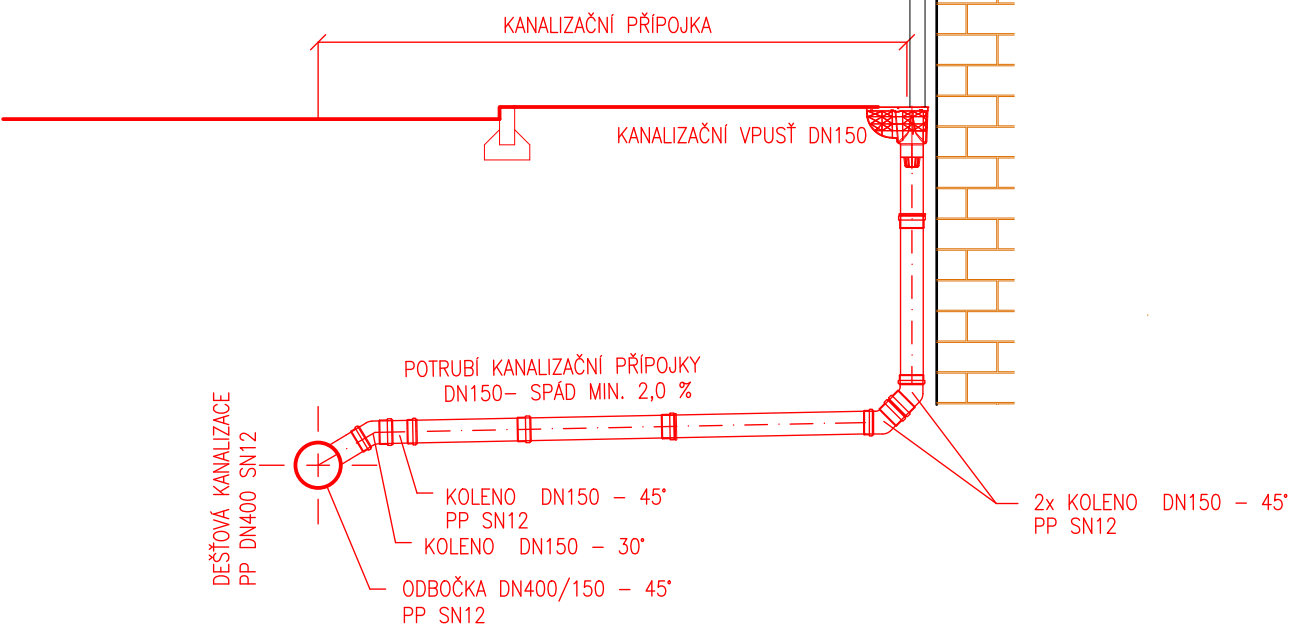 KANALIZAČNÍ PŘÍPOJKA
KANALIZAČNÍ VPUSŤ DN150
POTRUBÍ KANALIZAČNÍ PŘÍPOJKY
DN150– SPÁD MIN. 2,0 %
DEŠŤOVÁ KANALIZACE
PP DN400 SN12
KOLENO DN150 – 45°
PP SN12
KOLENO DN150 – 30°
ODBOČKA DN400/150 – 45°
PP SN12
2x KOLENO DN150 – 45°
PP SN12